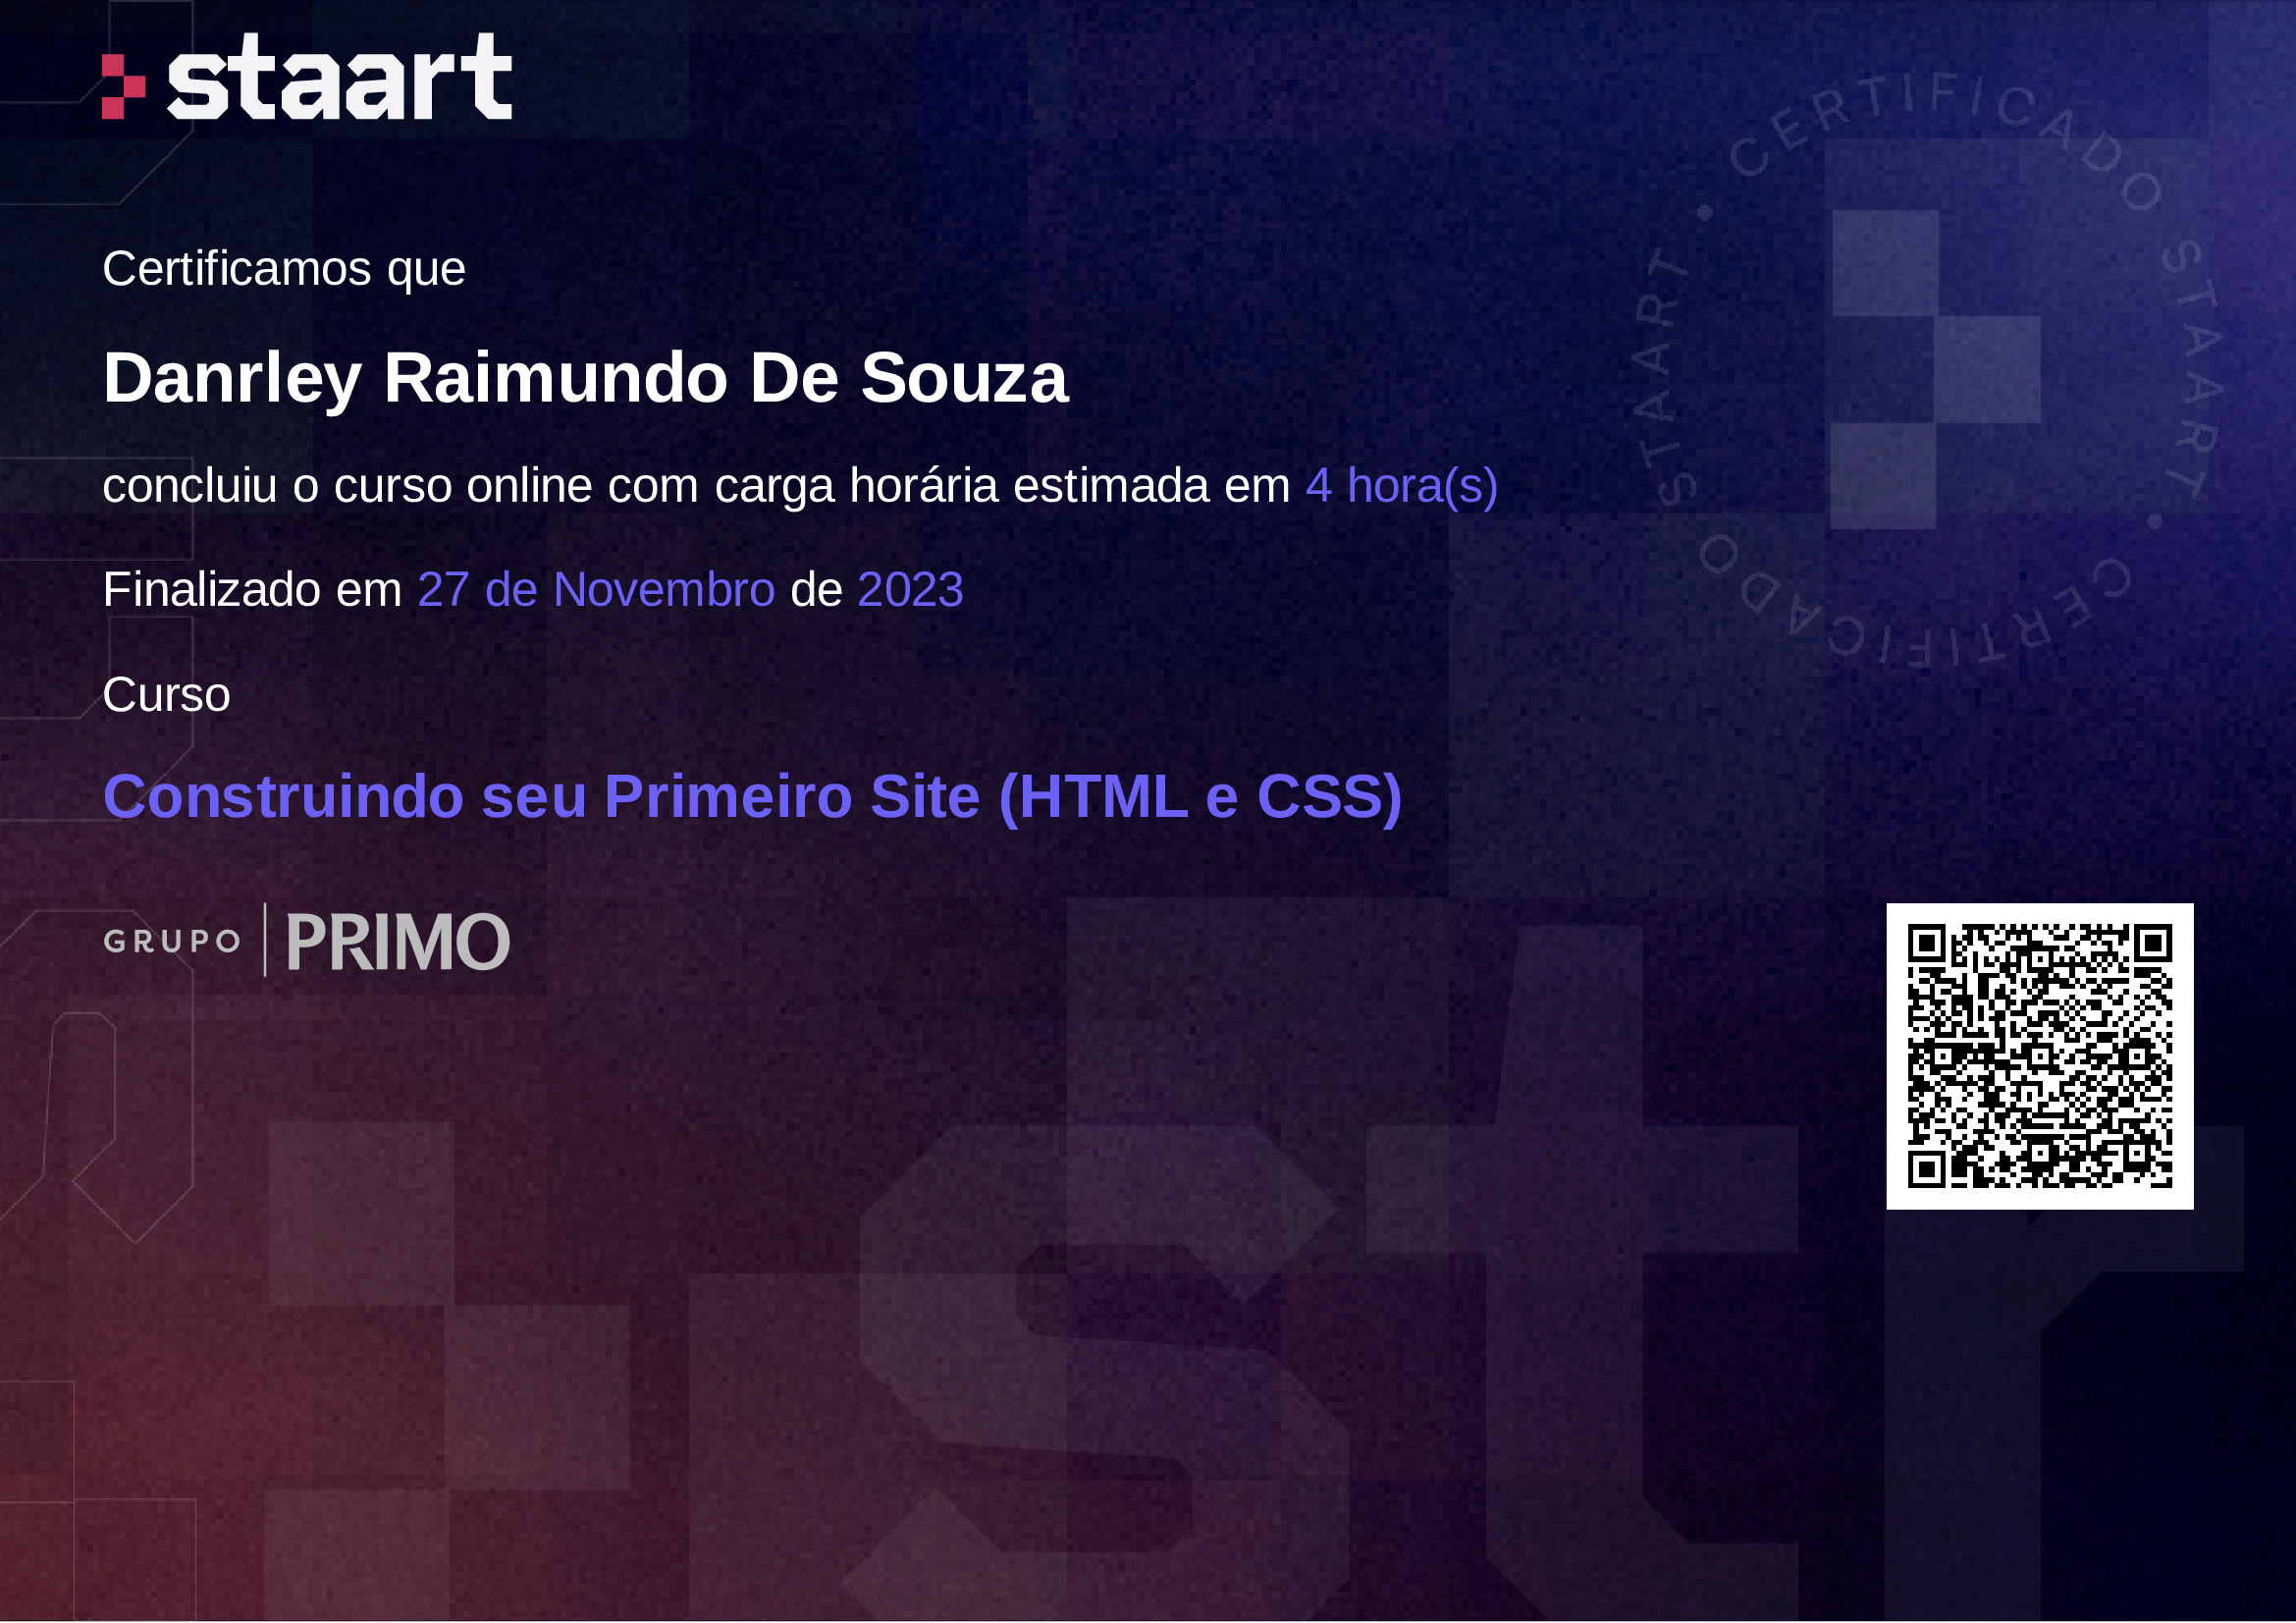 staart
Certificamos que
Danrley Raimundo De Souza
concluiu o curso online com carga horária estimada em 4 hora(s)
Finalizado em 27 de Novembro de 2023
Curso
Construindo seu Primeiro Site (HTML e CSS)
GRUPO | PRIMO
CERTIFICADO STAART • CERTIFICADO STAART •
str